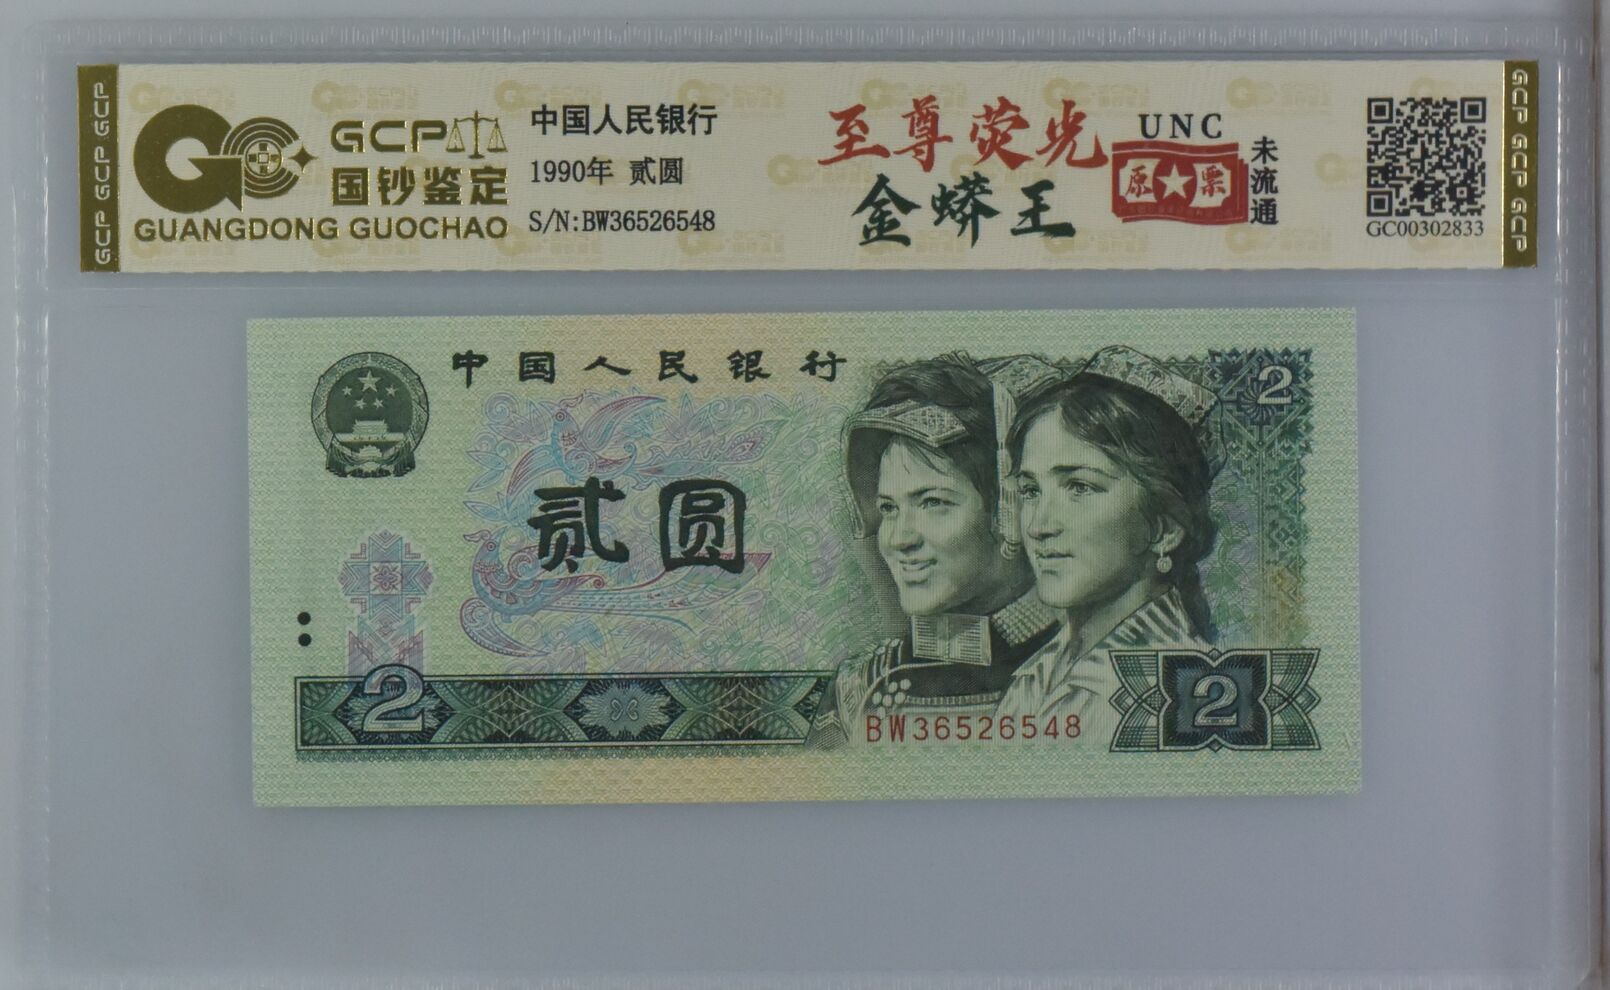 GCP GCP GCP
GCP
国钞鉴定
GUANGDONG GUOCHAO
中国人民银行
1990年 贰圆
S/N:BW36526548
至尊荧光
金蟒王
UNC
原票
未流通
GC00302833
GCP GCP GCP
中国人民银行
2
贰圆
2
BW36526548
2